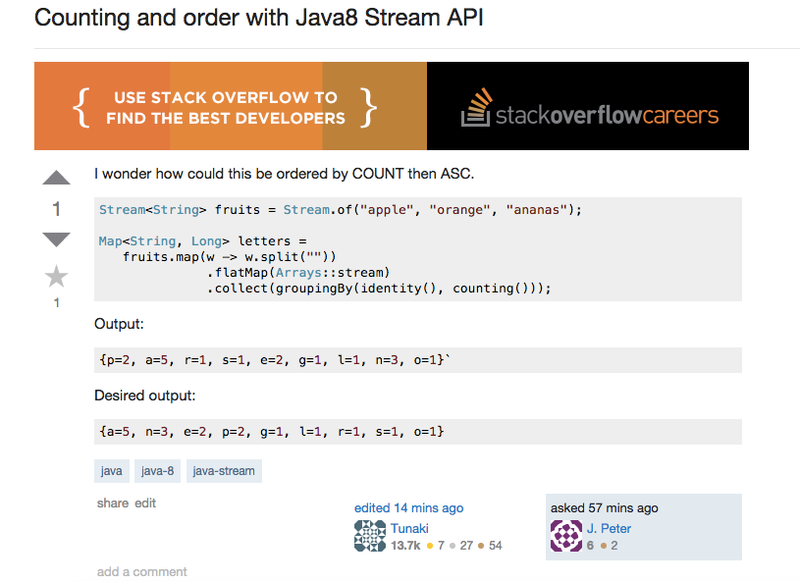 Counting and order with Java8 Stream API
{ USE STACK OVERFLOW TO
FIND THE BEST DEVELOPERS }
stackoverflowcareers
I wonder how could this be ordered by COUNT then ASC.
1
1
Stream<String> fruits = Stream.of("apple", "orange", "ananas");
Map<String, Long> letters =
fruits.map(w -> w.split(""))
.flatMap(Arrays::stream)
.collect(groupingBy(identity(), counting()));
Output:
{p=2, a=5, r=1, s=1, e=2, g=1, l=1, n=3, o=1}`
Desired output:
{a=5, n=3, e=2, p=2, g=1, l=1, r=1, s=1, o=1}
java java-8 java-stream
share edit
edited 14 mins ago
Tunaki
13.7k ● 7 ● 27 ● 54
asked 57 mins ago
J. Peter
6 ● 2
add a comment